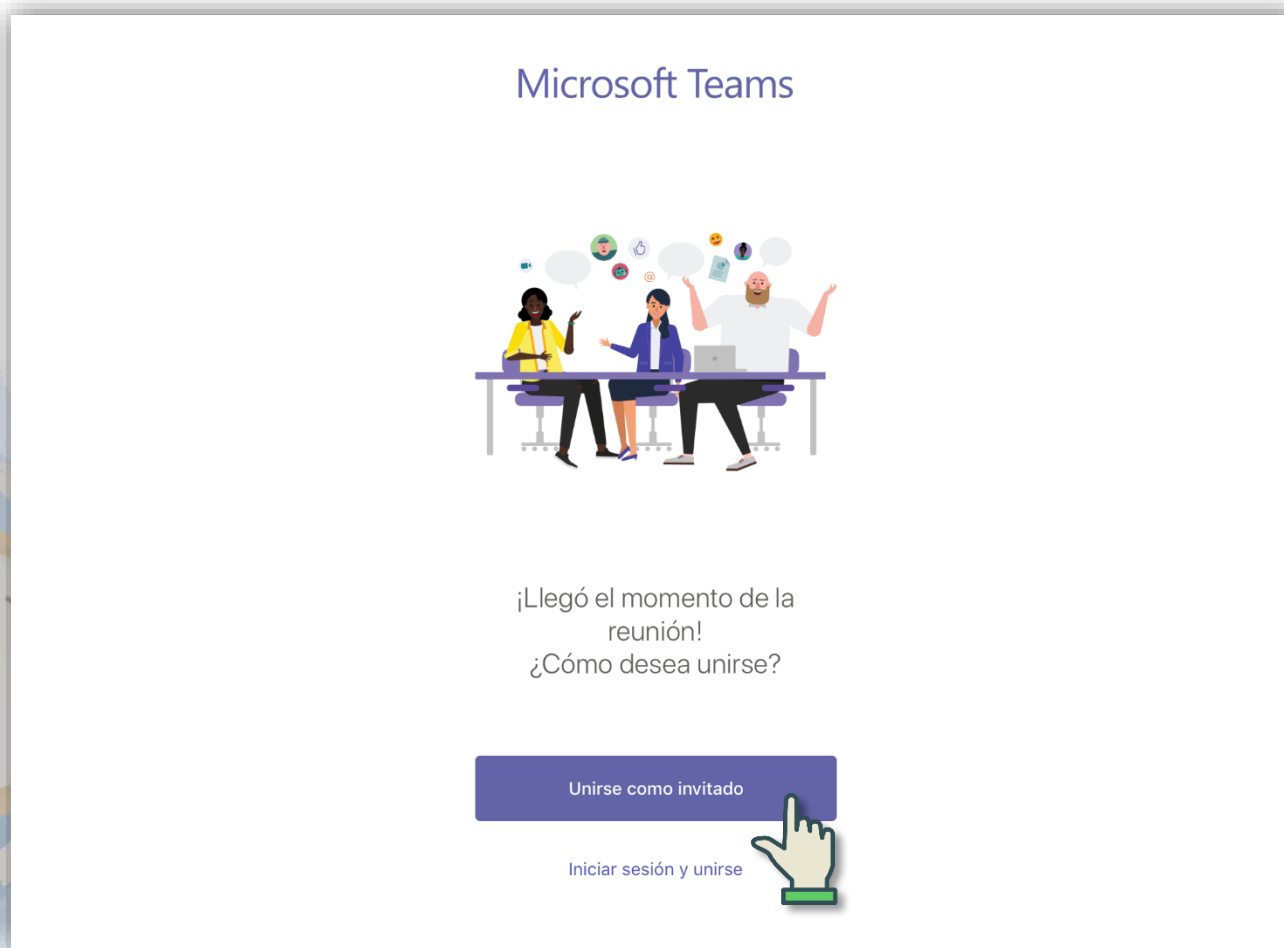 Microsoft Teams
@
¡Llegó el momento de la
reunión!
¿Cómo desea unirse?
Unirse como invitado
Iniciar sesión y unirse